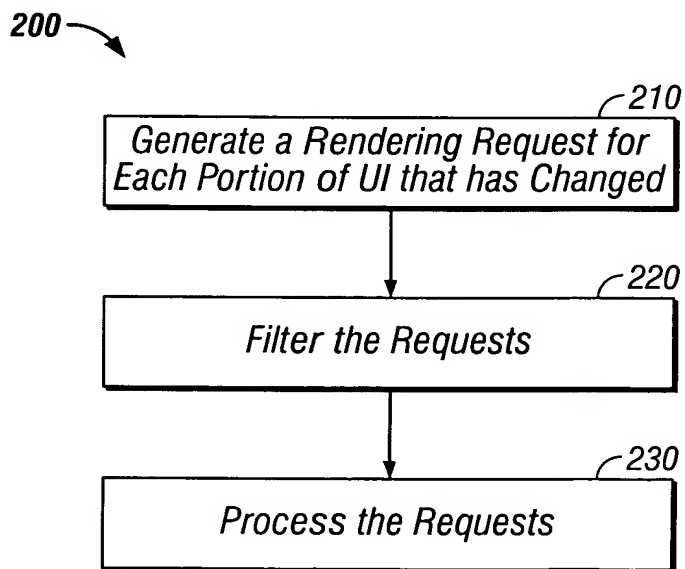 200
210
Generate a Rendering Request for
Each Portion of UI that has Changed
220
Filter the Requests
230
Process the Requests